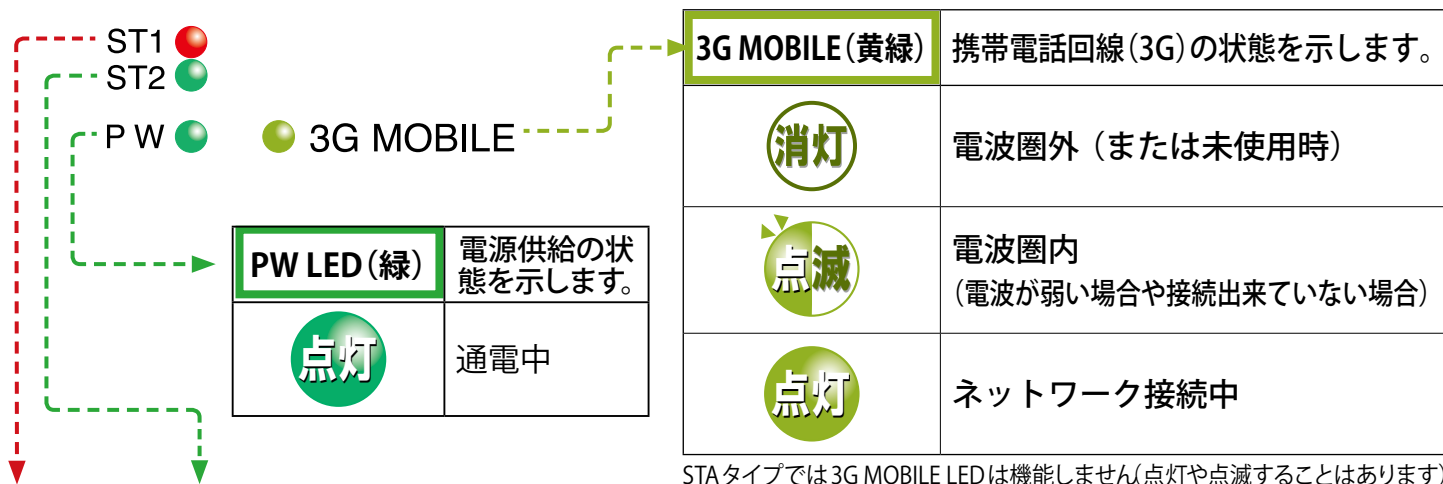 ST1
ST2
P W
3G MOBILE
PW LED(緑)
電源供給の状
態を示します。
点灯
通電中
3G MOBILE(黄緑)
携帯電話回線(3G)の状態を示します。
消灯
電波圏外(または未使用時)
点滅
電波圏内
(電波が弱い場合や接続出来ていない場合)
点灯
ネットワーク接続中
STAタイプでは3G MOBILE LEDは機能しません(点灯や点滅することはあります)